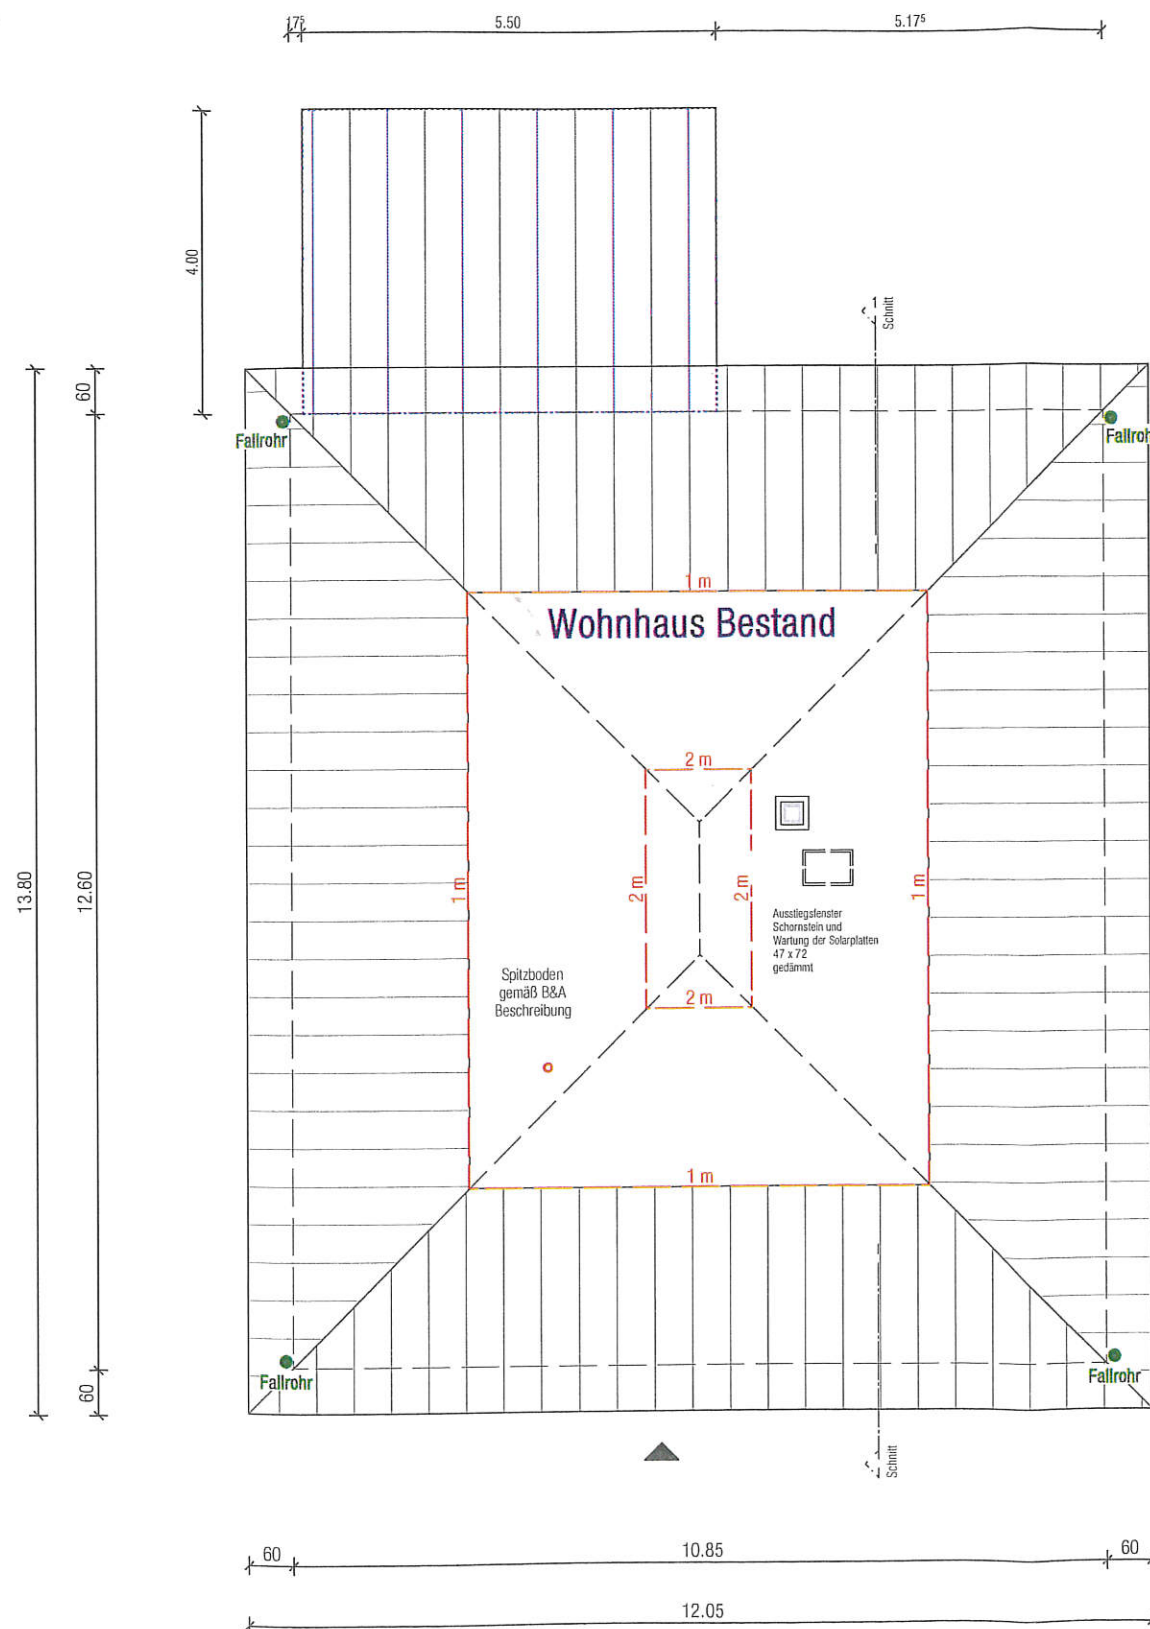 17⁵
5.50
5.17⁵
4.00
1
Schnitt
60
Fallrohr
Fallroh
1 m
Wohnhaus Bestand
2 m
13.80
12.60
1 m
2 m
2 m
1 m
Ausstiegsfenster
Schornstein und
Wartung der Solarplatten
47 x 72
gedämmt
Spitzboden
gemäß B&A
Beschreibung
2 m
1 m
60
Fallrohr
Fallrohr
Schnitt
60
10.85
60
12.05